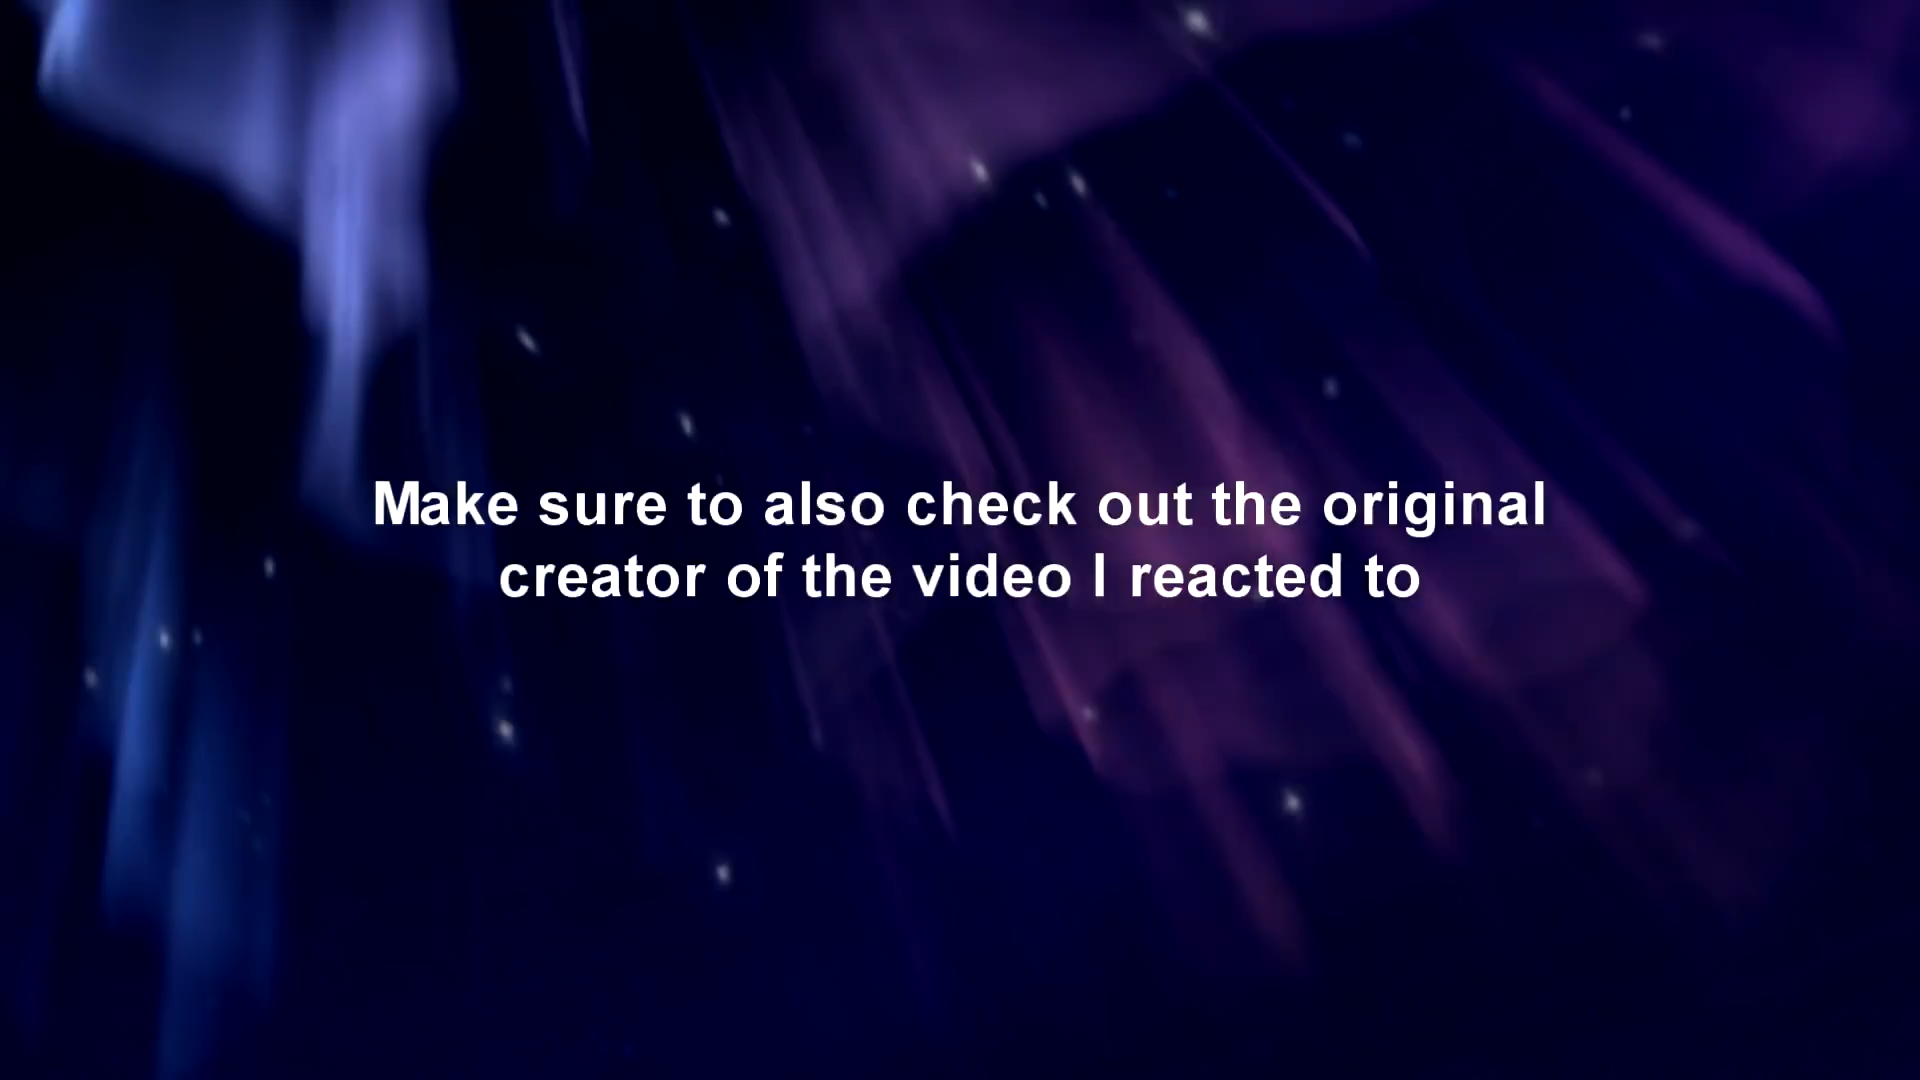 Make sure to also check out the original
creator of the video I reacted to